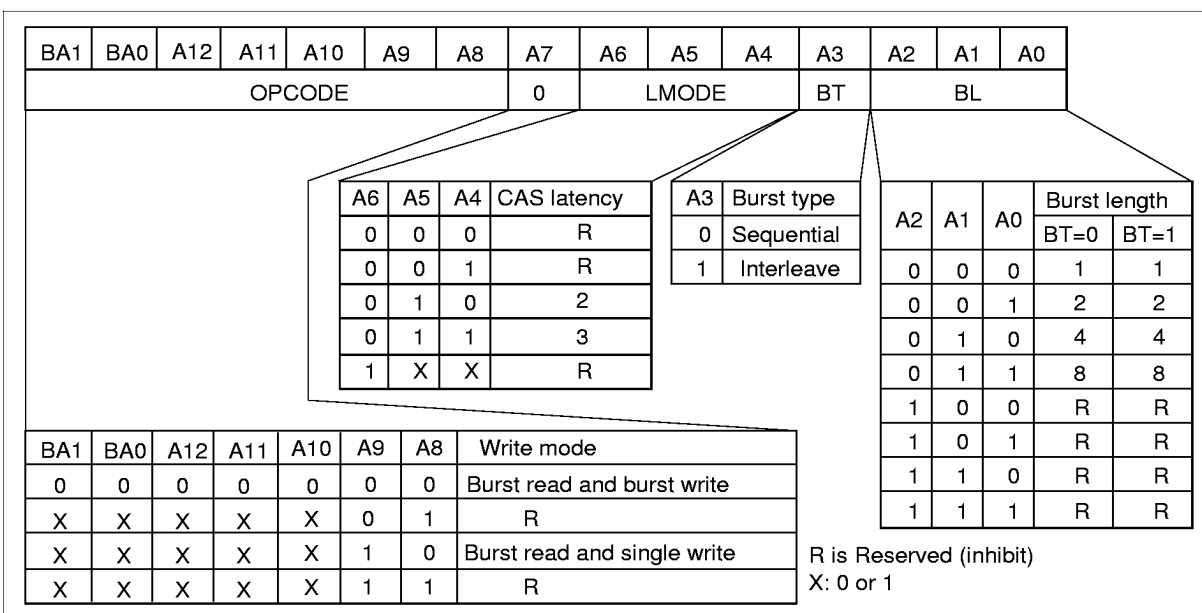 BA1 BA0 A12 A11 A10 A9 A8 A7 A6 A5 A4 A3 A2 A1 A0
OPCODE 0 LMODE BT BL
A6 A5 A4 CAS latency
0 0 0 R
0 0 1 R
0 1 0 2
0 1 1 3
1 X X R
A3 Burst type
0 Sequential
1 Interleave
A2 A1 A0 Burst length
BT=0 BT=1
0 0 0 1 1
0 0 1 2 2
0 1 0 4 4
0 1 1 8 8
1 0 0 R R
1 0 1 R R
1 1 0 R R
1 1 1 R R
BA1 BA0 A12 A11 A10 A9 A8 Write mode
0 0 0 0 0 0 0 Burst read and burst write
X X X X X 0 1 R
X X X X X 1 0 Burst read and single write
X X X X X 1 1 R
R is Reserved (inhibit)
X: 0 or 1